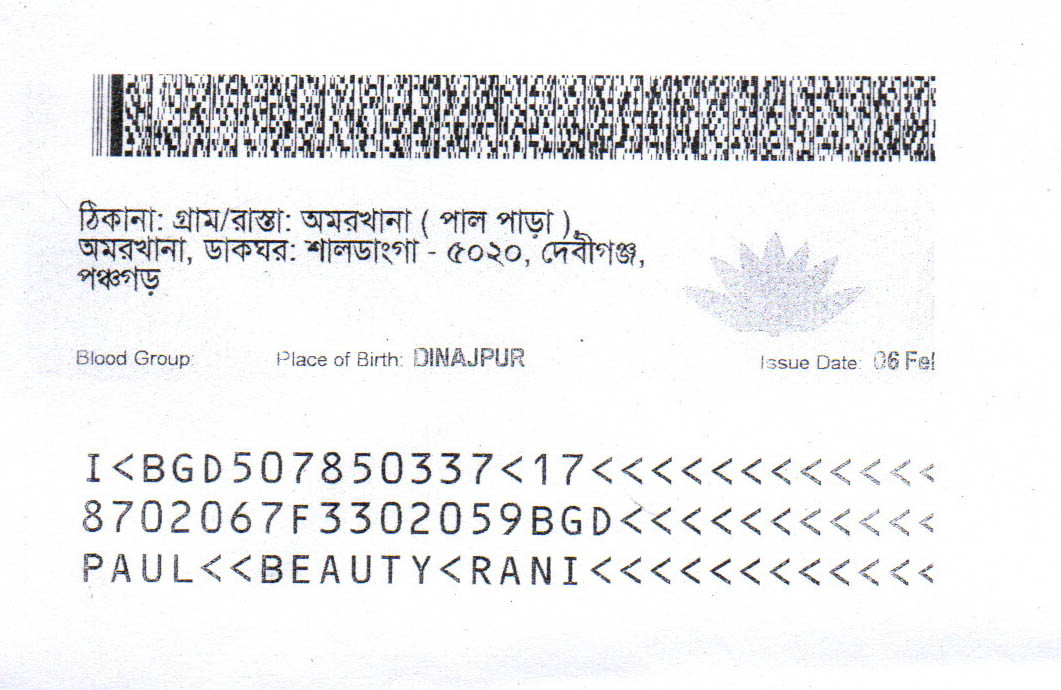 ঠিকানা: গ্রাম/রাস্তা: অমরখানা ( পাল পাড়া ),
অমরখানা, ডাকঘর: শালডাংগা - ৫০২০, দেবীগঞ্জ,
পঞ্চগড়
Blood Group: Place of Birth: DINAJPUR Issue Date: 06
I<BGD507850337<17<<<<<<<<<<<<
8702067F3302059BGD<<<<<<<<<<<
PAUL<<BEAUTY<RANI<<<<<<<<<<<<